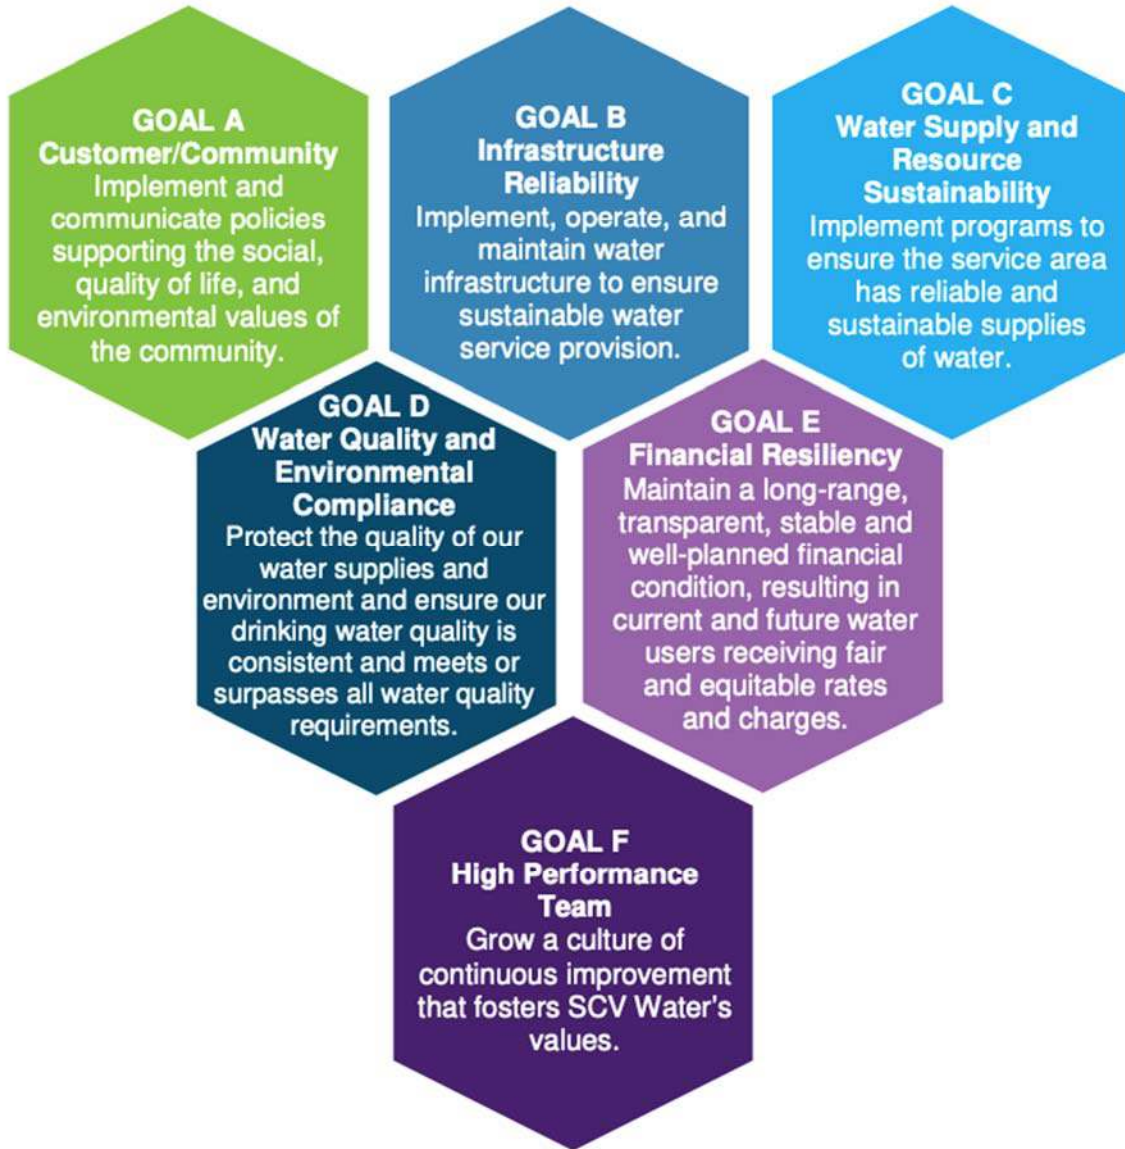 GOAL A
Customer/Community
Implement and
communicate policies
supporting the social,
quality of life, and
environmental values of
the community.
GOAL B
Infrastructure
Reliability
Implement, operate, and
maintain water
infrastructure to ensure
sustainable water
service provision.
GOAL C
Water Supply and
Resource
Sustainability
Implement programs to
ensure the service area
has reliable and
sustainable supplies
of water.
GOAL D
Water Quality and
Environmental
Compliance
Protect the quality of our
water supplies and
environment and ensure our
drinking water quality is
consistent and meets or
surpasses all water quality
requirements.
GOAL E
Financial Resiliency
Maintain a long-range,
transparent, stable and
well-planned financial
condition, resulting in
current and future water
users receiving fair
and equitable rates
and charges.
GOAL F
High Performance
Team
Grow a culture of
continuous improvement
that fosters SCV Water's
values.